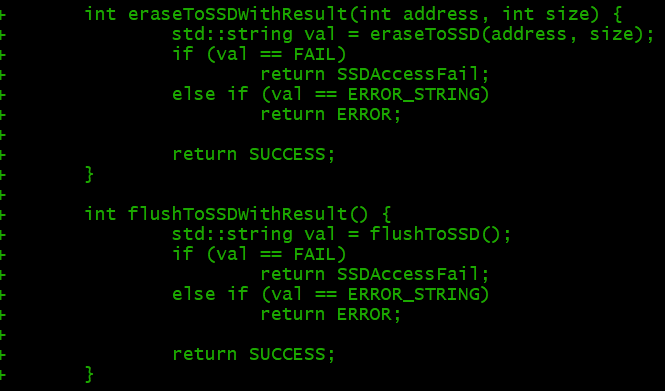 +       int eraseToSSDWithResult(int address, int size) {
+               std::string val = eraseToSSD(address, size);
+               if (val == FAIL)
+                       return SSDAccessFail;
+               else if (val == ERROR_STRING)
+                       return ERROR;
+
+               return SUCCESS;
+       }
+
+       int flushToSSDWithResult() {
+               std::string val = flushToSSD();
+               if (val == FAIL)
+                       return SSDAccessFail;
+               else if (val == ERROR_STRING)
+                       return ERROR;
+
+               return SUCCESS;
+       }